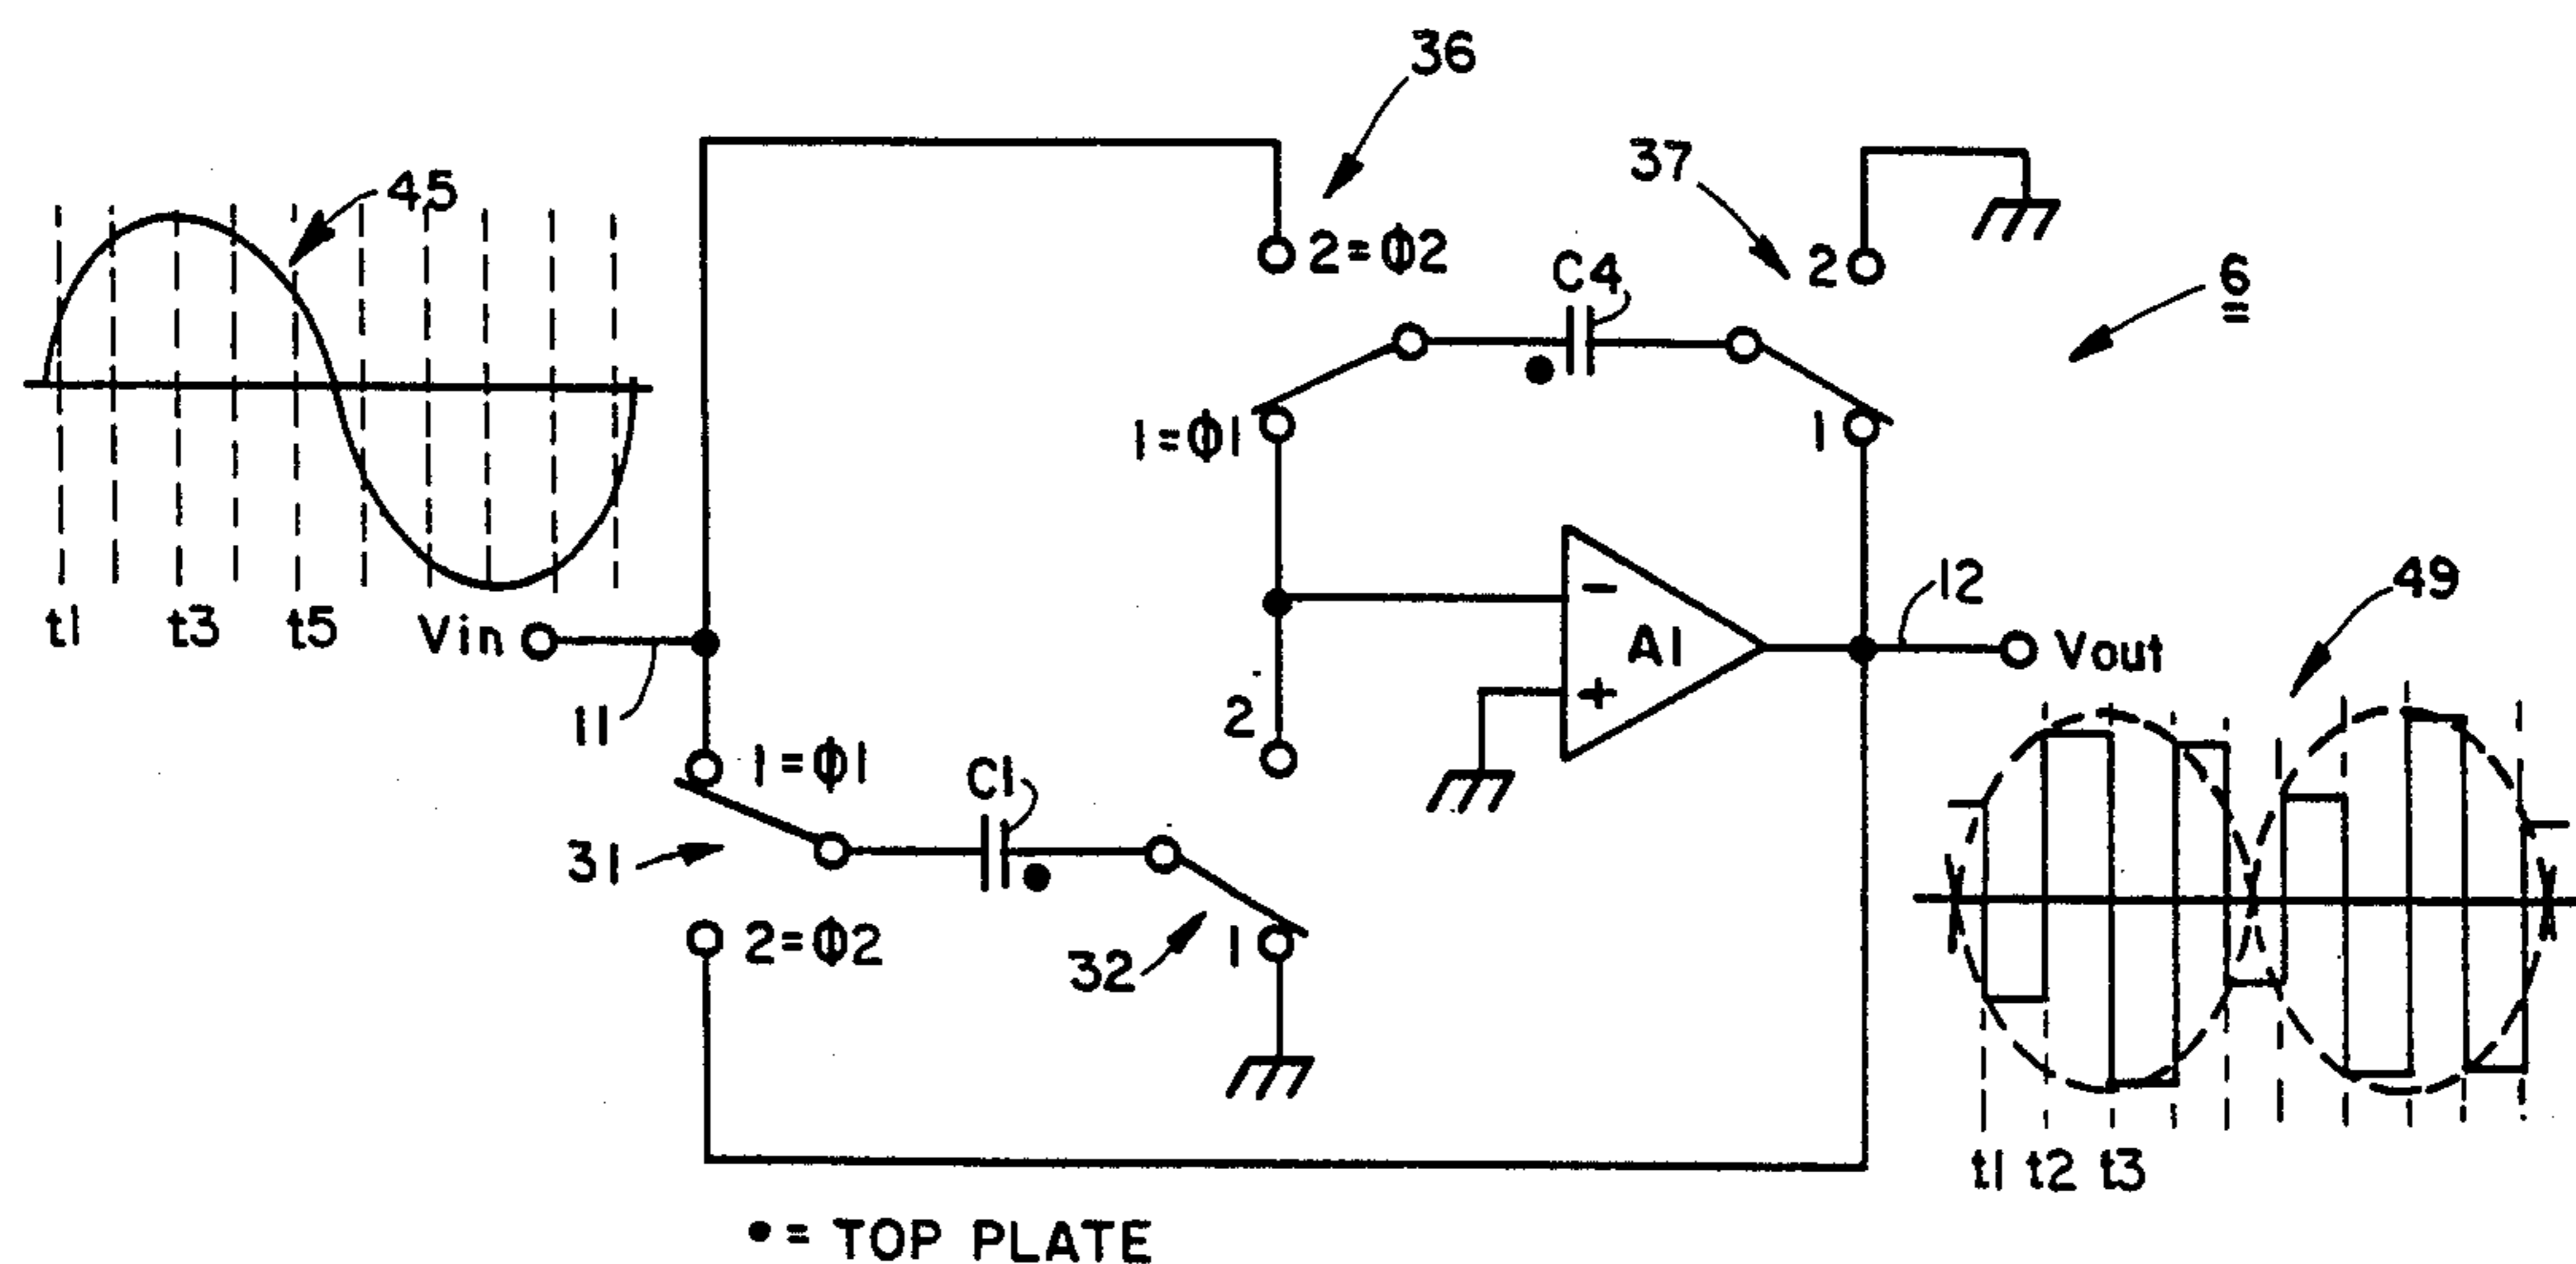 36
45
37
2=Φ2
2
C4
6
1=Φ1
1
t1 t3 t5
Vin
11
A1
-
+
12
Vout
49
2
1=Φ1
C1
31
2=Φ2
32
1
t1 t2 t3
●= TOP PLATE